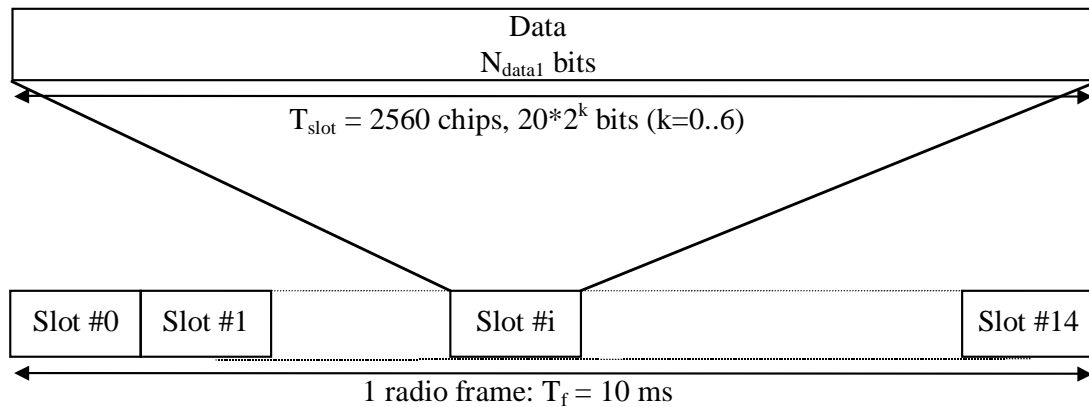 Data
N_data1 bits
T_slot = 2560 chips, 20*2^k bits (k=0..6)
Slot #0 Slot #1 Slot #i Slot #14
1 radio frame: T_f = 10 ms